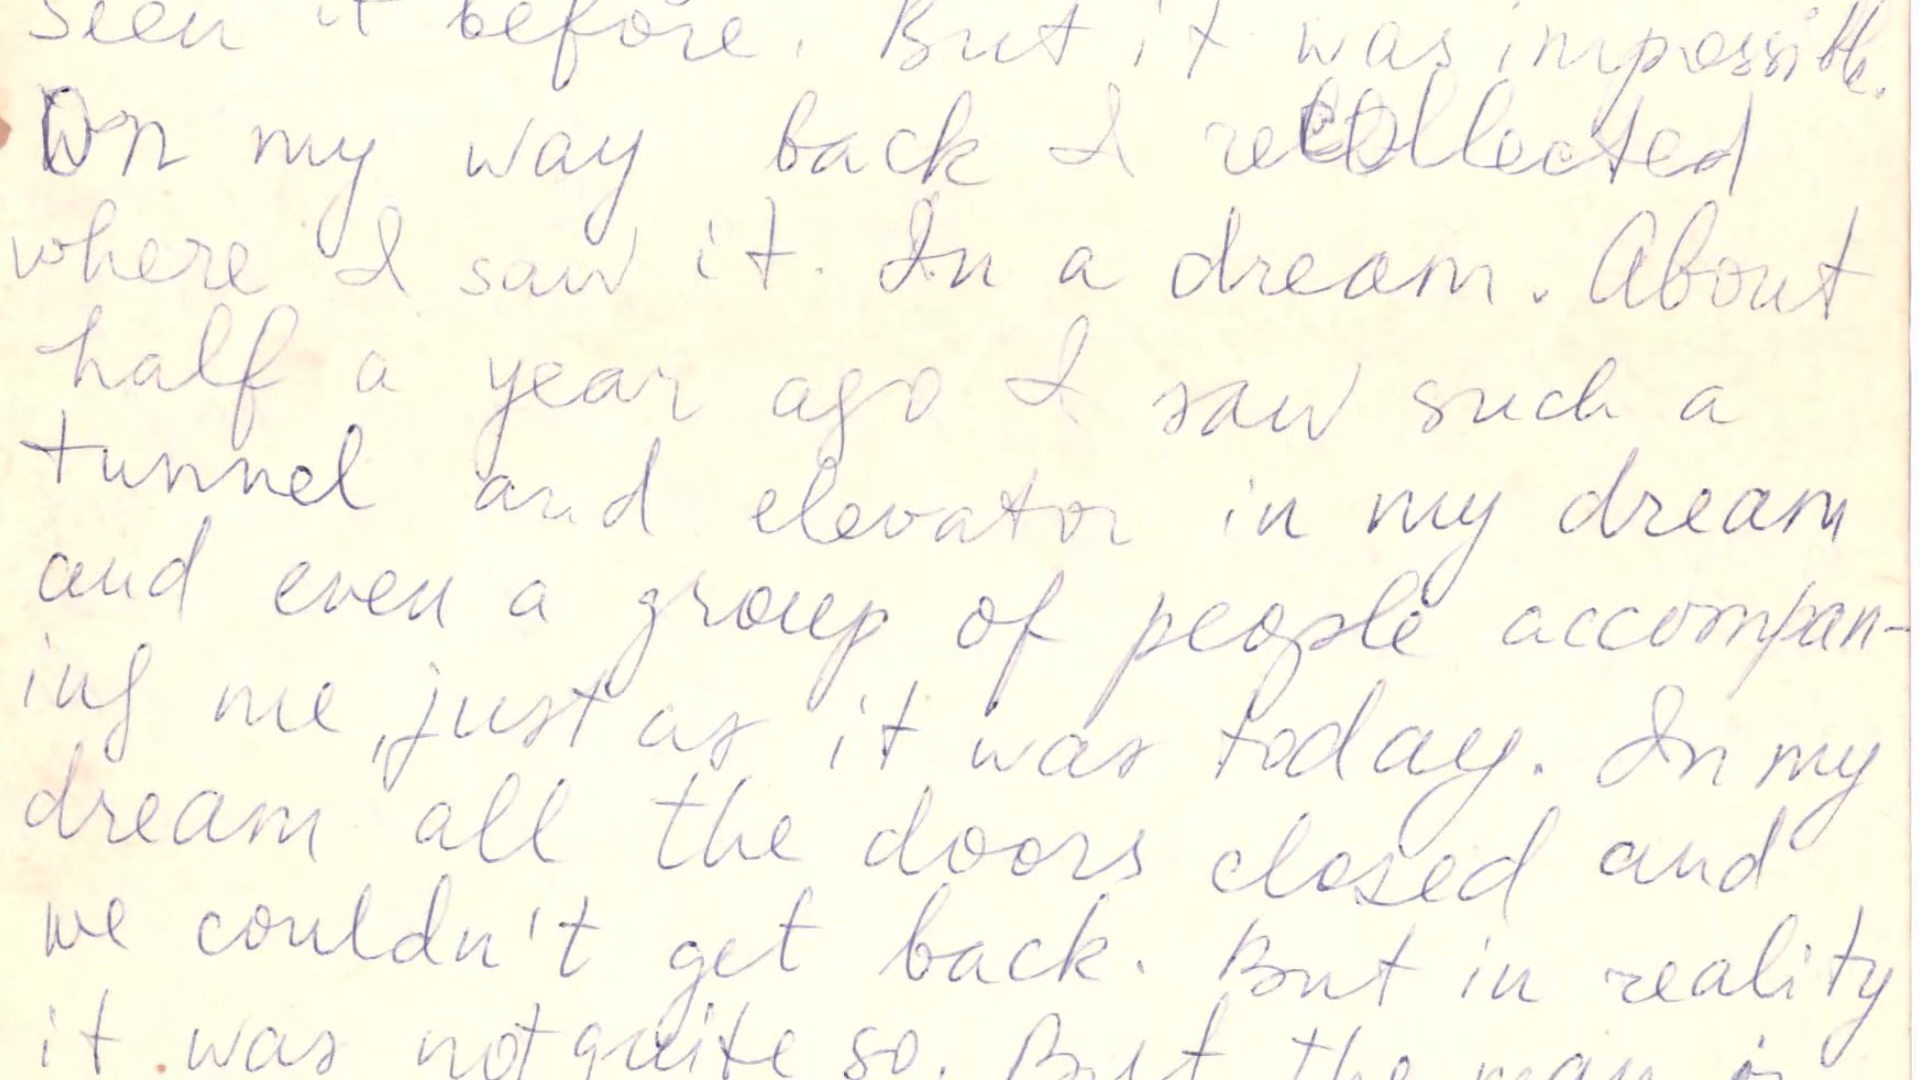 seen it before. But it was impossible.
On my way back I recollected
where I saw it. In a dream. About
half a year ago I saw such a
tunnel and elevator in my dream
and even a group of people accompan-
ing me, just as it was today. In my
dream all the doors closed and
we couldn't get back. But in reality
it was not quite so. But the man is